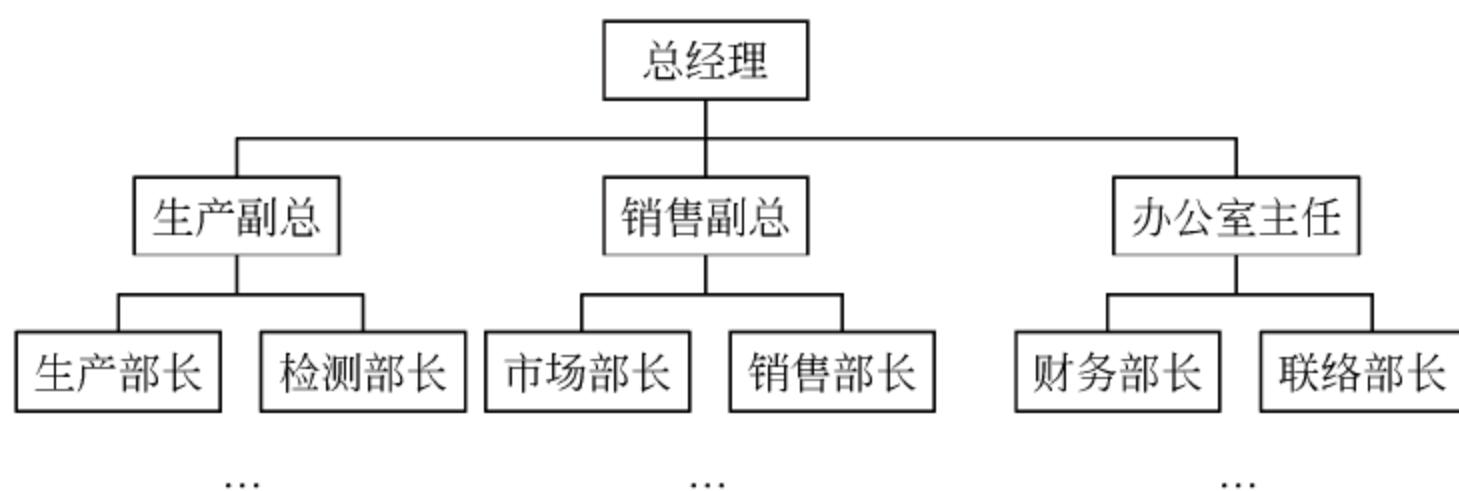 总经理
生产副总
销售副总
办公室主任
生产部长
检测部长
市场部长
销售部长
财务部长
联络部长
…
…
…